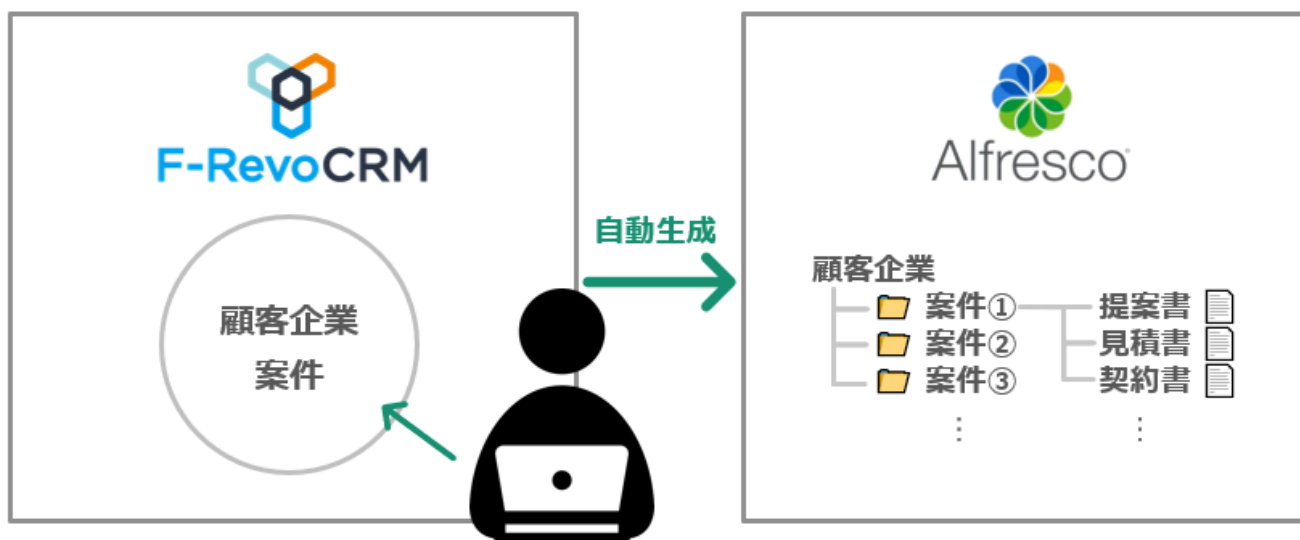 F-RevoCRM
顧客企業
案件
自動生成
Alfresco
顧客企業
案件① 提案書
案件② 見積書
案件③ 契約書
⋮ ⋮